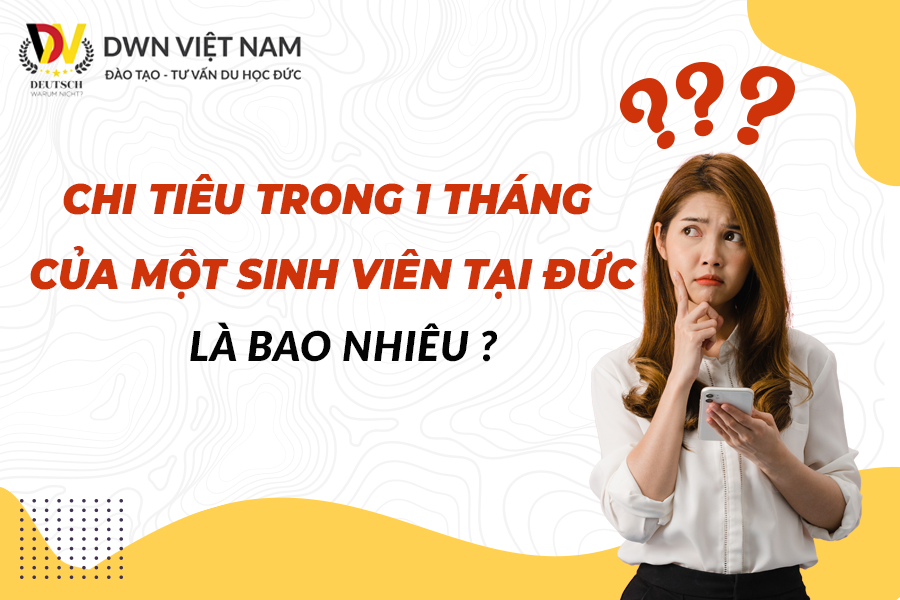 DWN VIỆT NAM
ĐÀO TẠO - TƯ VẤN DU HỌC ĐỨC
DEUTSCH
WARUM NICHT?
???
CHI TIÊU TRONG 1 THÁNG
CỦA MỘT SINH VIÊN TẠI ĐỨC
LÀ BAO NHIÊU ?